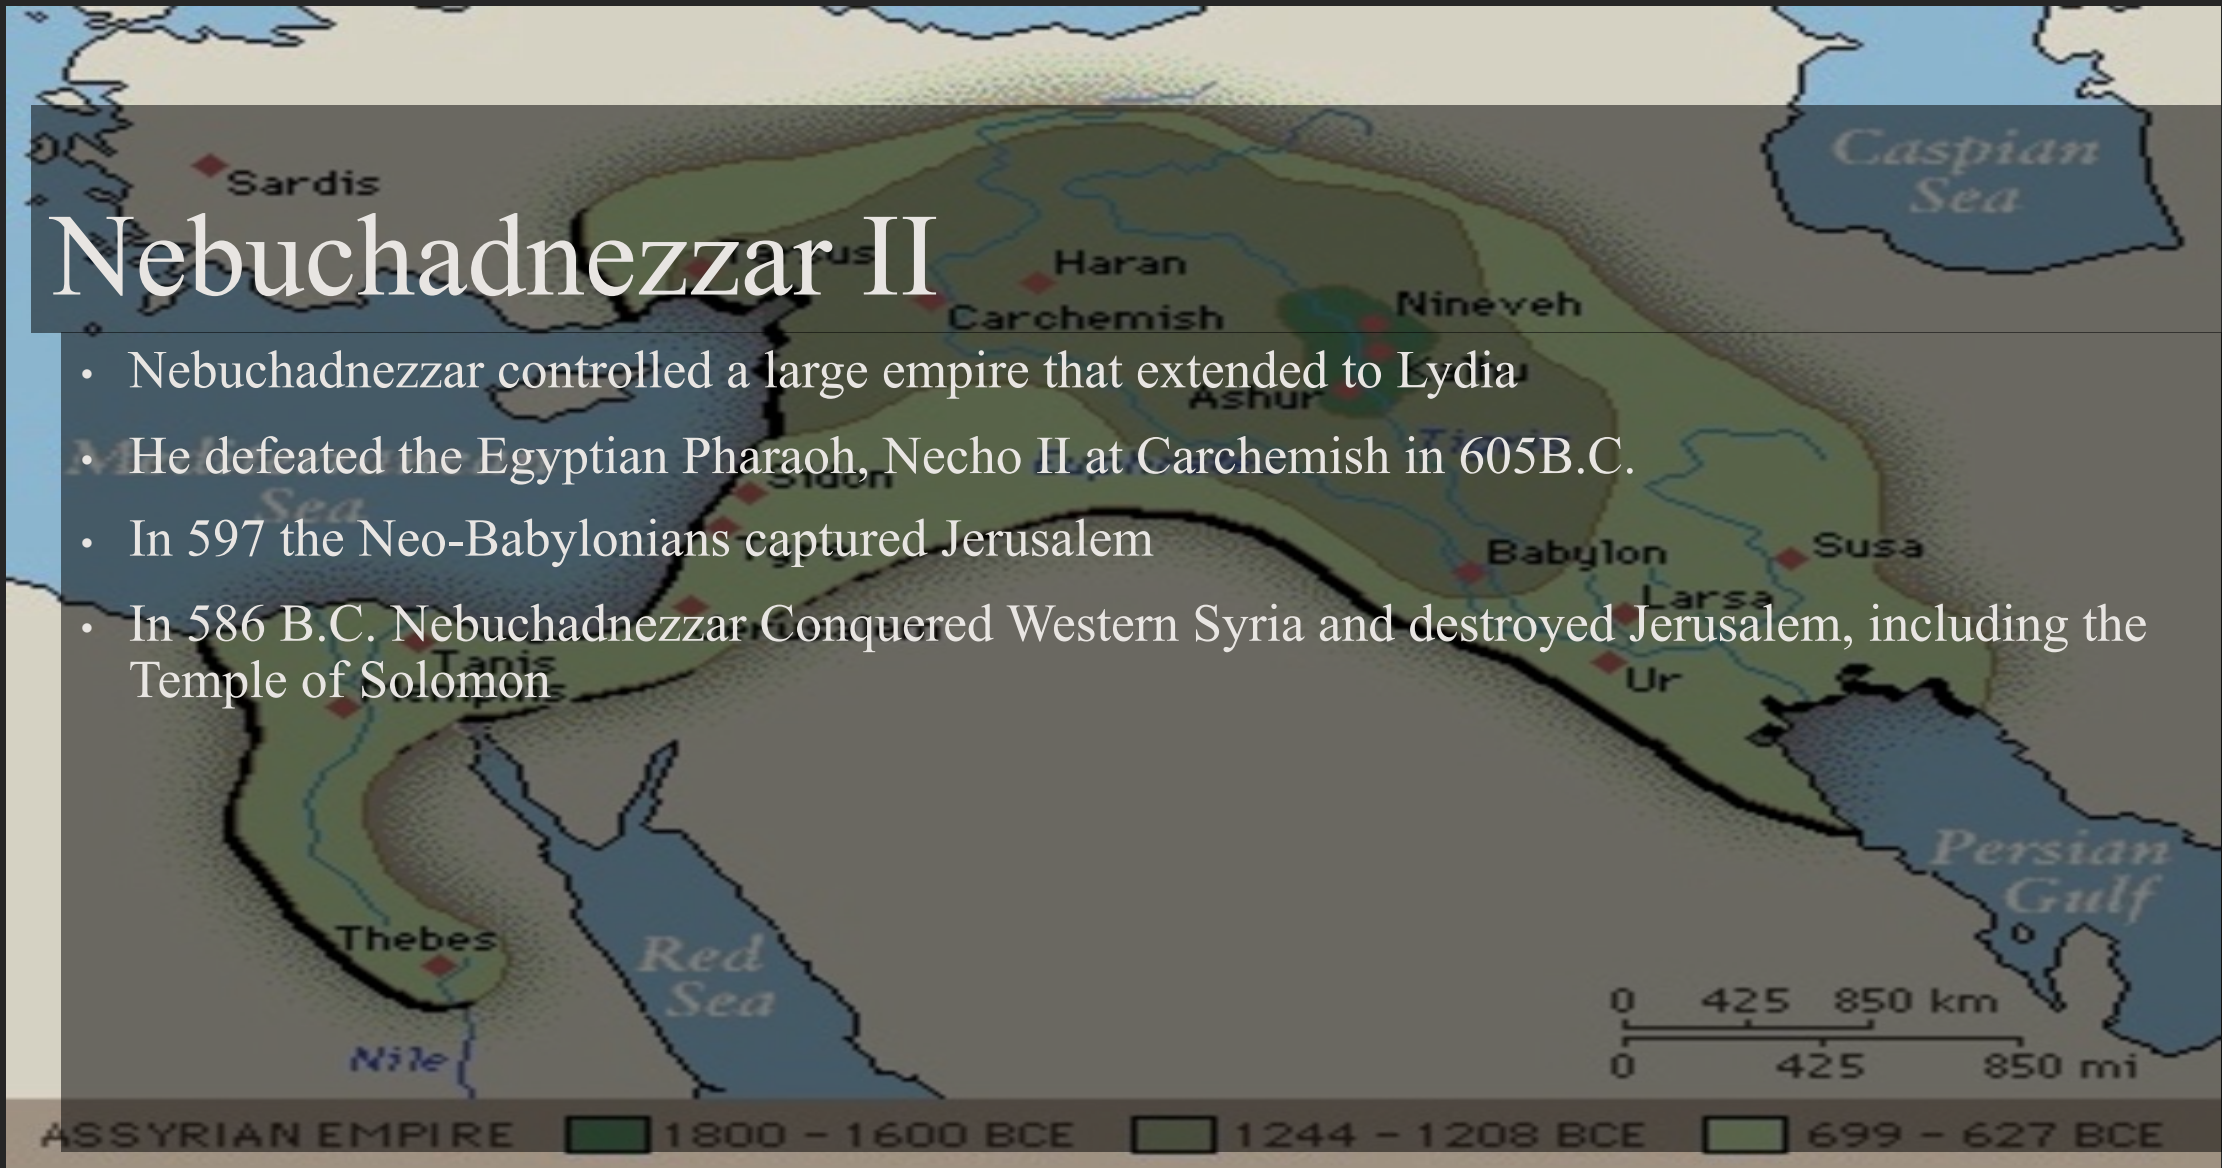 Caspian
Sea
Sardis
Nebuchadnezzar II
Haran
Carchemish
Nineveh
• Nebuchadnezzar controlled a large empire that extended to Lydia
Ashur
• He defeated the Egyptian Pharaoh, Necho II at Carchemish in 605B.C.
Sidon
Sea
• In 597 the Neo-Babylonians captured Jerusalem
Babylon
Susa
Larsa
• In 586 B.C. Nebuchadnezzar Conquered Western Syria and destroyed Jerusalem, including the
Temple of Solomon
Tanis
Ur
Persian
Gulf
Thebes
Red
Sea
0 425 850 km
0 425 850 mi
Nile
ASSYRIAN EMPIRE 1800 - 1600 BCE 1244 - 1208 BCE 699 - 627 BCE